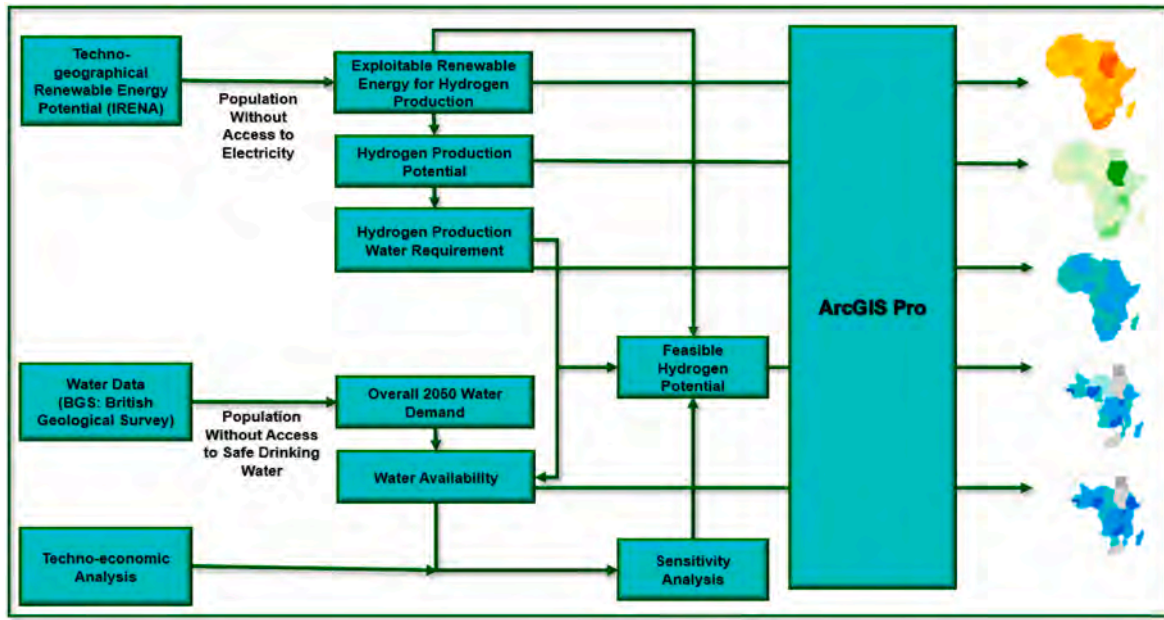 Techno-
geographical
Renewable Energy
Potential (IRENA)
Population
Without
Access to
Electricity
Exploitable Renewable
Energy for Hydrogen
Production
Hydrogen Production
Potential
Hydrogen Production
Water Requirement
ArcGIS Pro
Feasible
Hydrogen
Potential
Water Data
(BGS: British
Geological Survey)
Population
Without Access
to Safe Drinking
Water
Overall 2050 Water
Demand
Water Availability
Techno-economic
Analysis
Sensitivity
Analysis